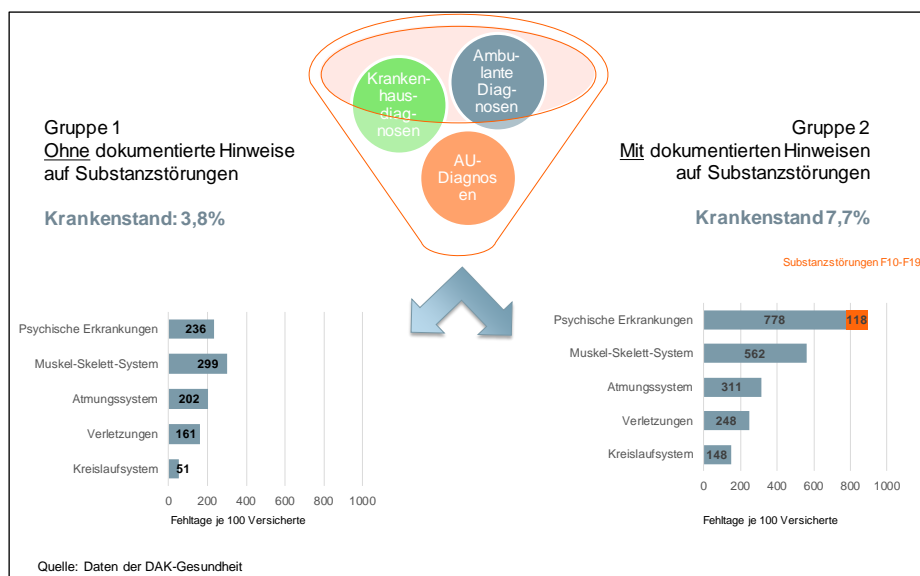 Kranken-
haus-
diag-
nosen
Ambu-
lante
Diag-
nosen
AU-
Diagnos
en
Gruppe 1
Ohne dokumentierte Hinweise
auf Substanzstörungen
Krankenstand: 3,8%
Gruppe 2
Mit dokumentierten Hinweisen
auf Substanzstörungen
Krankenstand 7,7%
Substanzstörungen F10-F19
Psychische Erkrankungen 236
Muskel-Skelett-System 299
Atmungssystem 202
Verletzungen 161
Kreislaufsystem 51
0 200 400 600 800 1000
Fehltage je 100 Versicherte
Psychische Erkrankungen 778 118
Muskel-Skelett-System 562
Atmungssystem 311
Verletzungen 248
Kreislaufsystem 148
0 200 400 600 800 1000
Fehltage je 100 Versicherte
Quelle: Daten der DAK-Gesundheit